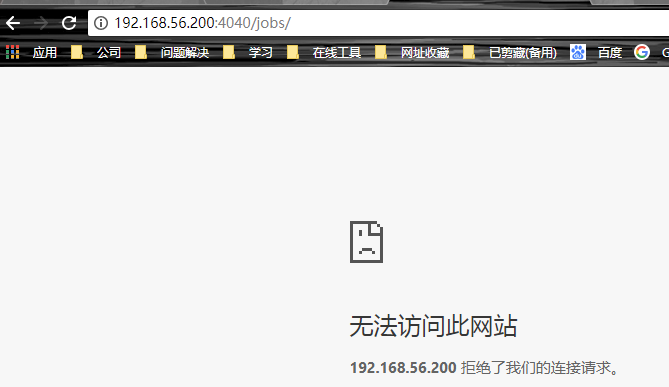 192.168.56.200:4040/jobs/
应用 公司 问题解决 学习 在线工具 网址收藏 已剪藏(备用) 百度 G
无法访问此网站
192.168.56.200 拒绝了我们的连接请求。